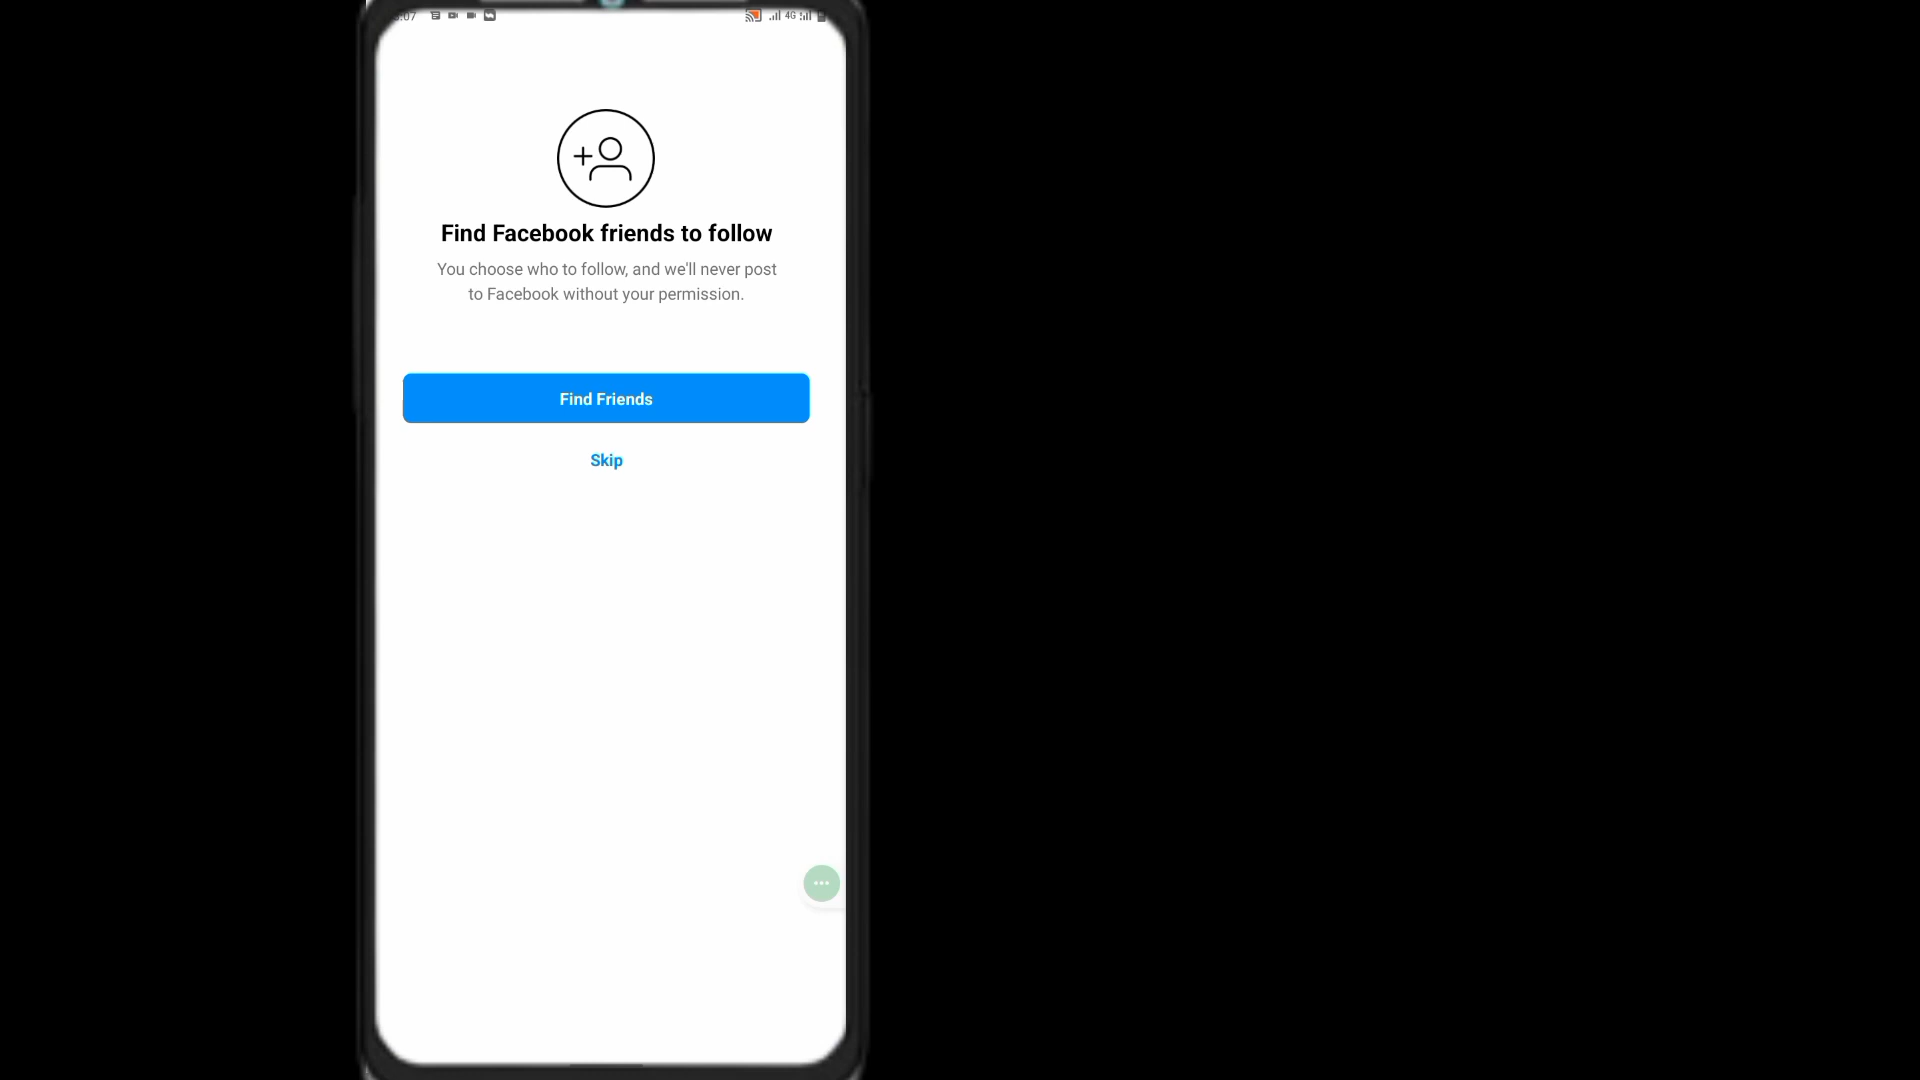 4G
Find Facebook friends to follow
You choose who to follow, and we'll never post
to Facebook without your permission.
Find Friends
Skip